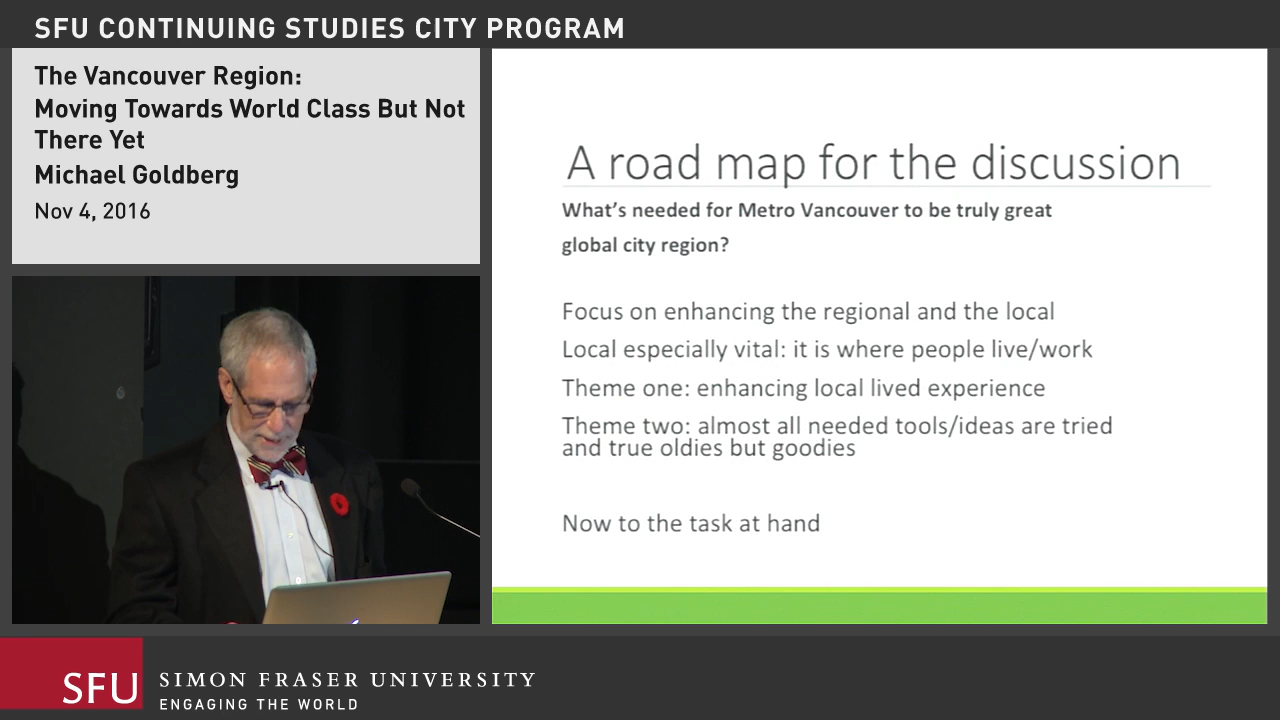 SFU CONTINUING STUDIES CITY PROGRAM
The Vancouver Region:
Moving Towards World Class But Not
There Yet
Michael Goldberg
Nov 4, 2016
A road map for the discussion
What's needed for Metro Vancouver to be truly great
global city region?
Focus on enhancing the regional and the local
Local especially vital: it is where people live/work
Theme one: enhancing local lived experience
Theme two: almost all needed tools/ideas are tried
and true oldies but goodies
Now to the task at hand
SFU
SIMON FRASER UNIVERSITY
ENGAGING THE WORLD